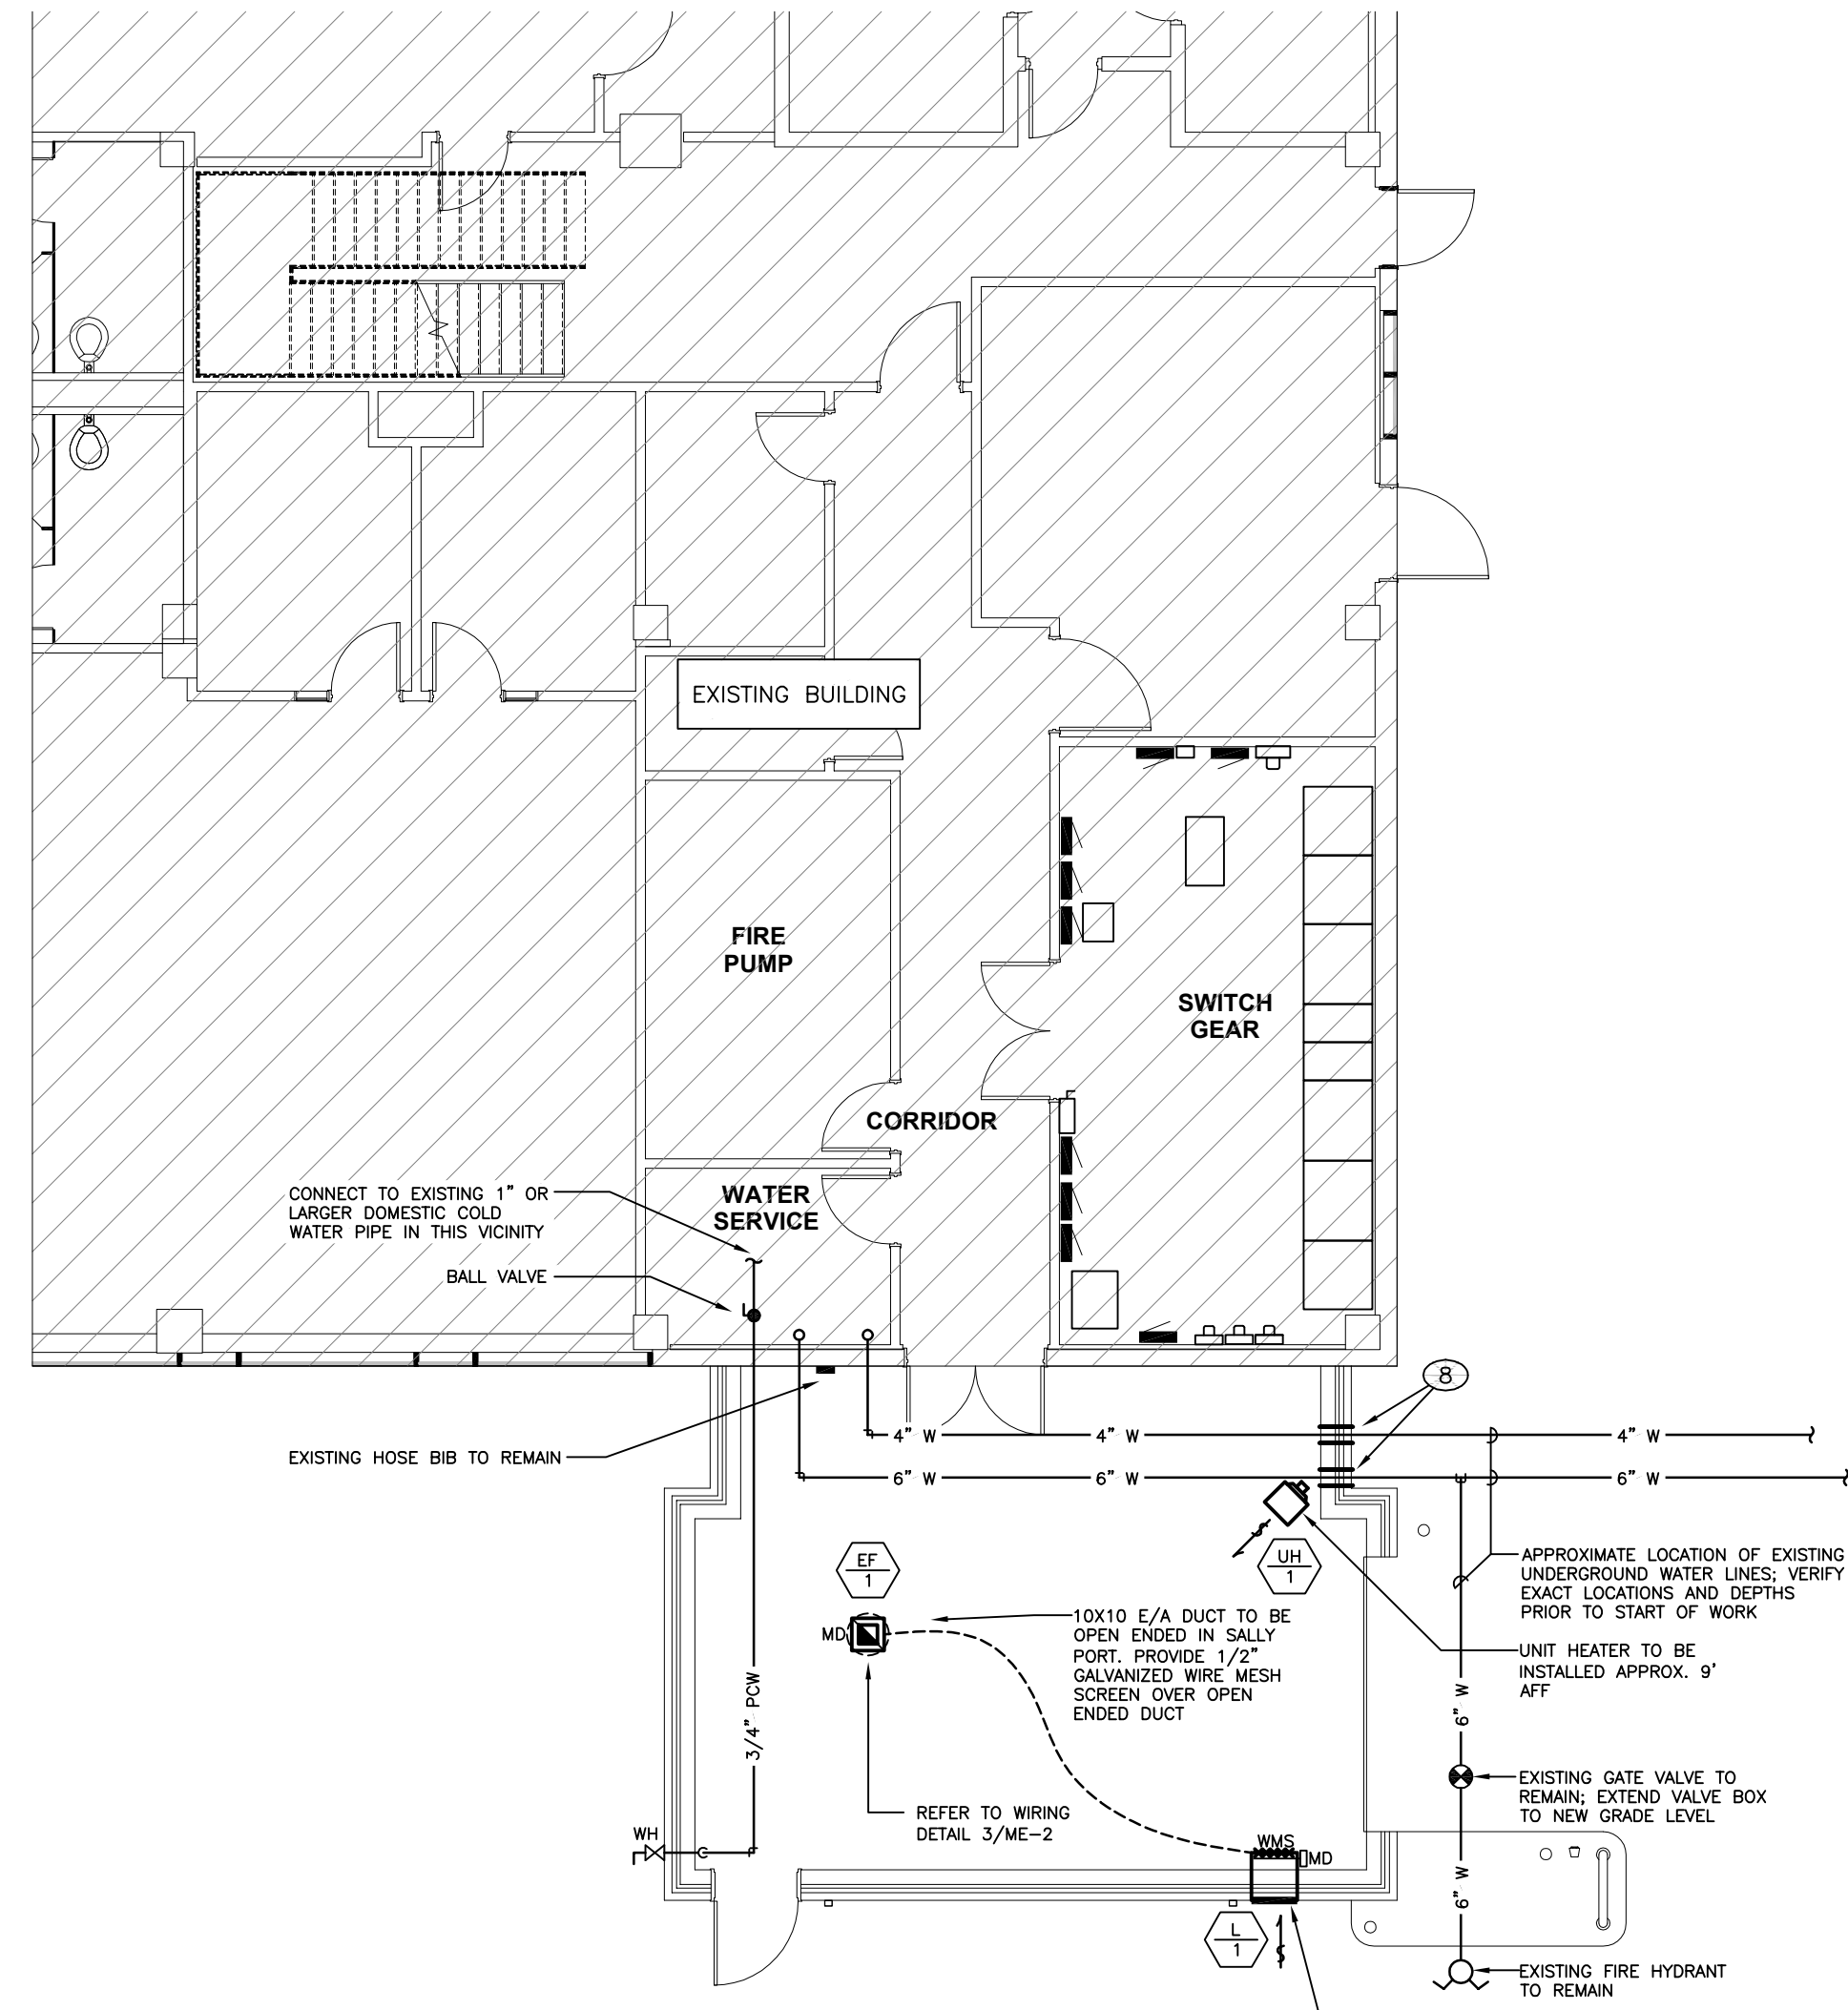 EXISTING BUILDING
FIRE
PUMP
SWITCH
GEAR
CORRIDOR
WATER
SERVICE
CONNECT TO EXISTING 1" OR
LARGER DOMESTIC COLD
WATER PIPE IN THIS VICINITY
BALL VALVE
EXISTING HOSE BIB TO REMAIN
8
4" W
4" W
4" W
6" W
6" W
6" W
EF
1
UH
1
MD
10X10 E/A DUCT TO BE
OPEN ENDED IN SALLY
PORT. PROVIDE 1/2"
GALVANIZED WIRE MESH
SCREEN OVER OPEN
ENDED DUCT
APPROXIMATE LOCATION OF EXISTING
UNDERGROUND WATER LINES; VERIFY
EXACT LOCATIONS AND DEPTHS
PRIOR TO START OF WORK
UNIT HEATER TO BE
INSTALLED APPROX. 9'
AFF
3/4" PCW
6" W
EXISTING GATE VALVE TO
REMAIN; EXTEND VALVE BOX
TO NEW GRADE LEVEL
REFER TO WIRING
DETAIL 3/ME-2
WH
WMS
MD
6" W
L
1
EXISTING FIRE HYDRANT
TO REMAIN